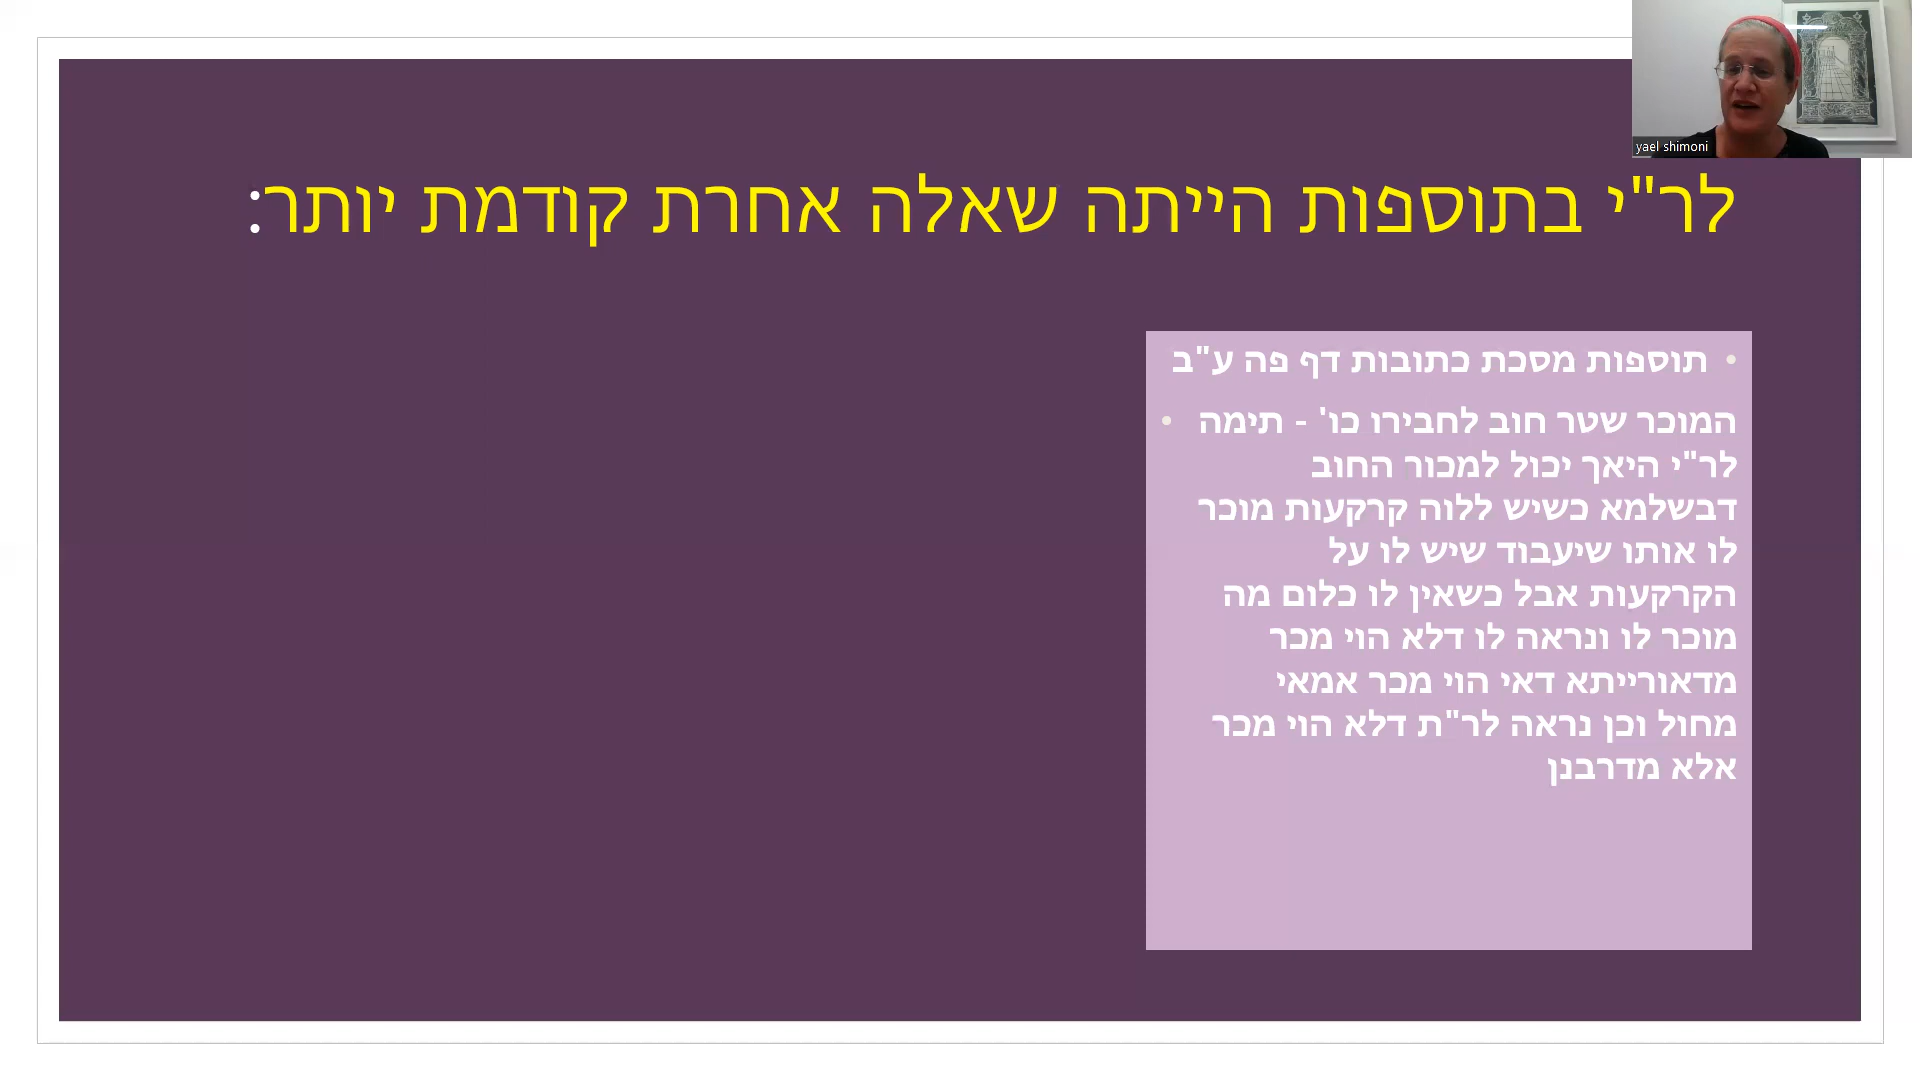 yael shimoni
לר"י בתוספות הייתה שאלה אחרת קודמת יותר:
• תוספות מסכת כתובות דף פה ע"ב
• המוכר שטר חוב לחבירו כו' - תימה
לר"י היאך יכול למכור החוב
דבשלמא כשיש ללוה קרקעות מוכר
לו אותו שיעבוד שיש לו על
הקרקעות אבל כשאין לו כלום מה
מוכר לו ונראה לו דלא הוי מכר
מדאורייתא דאי הוי מכר אמאי
מחול וכן נראה לר"ת דלא הוי מכר
אלא מדרבנן